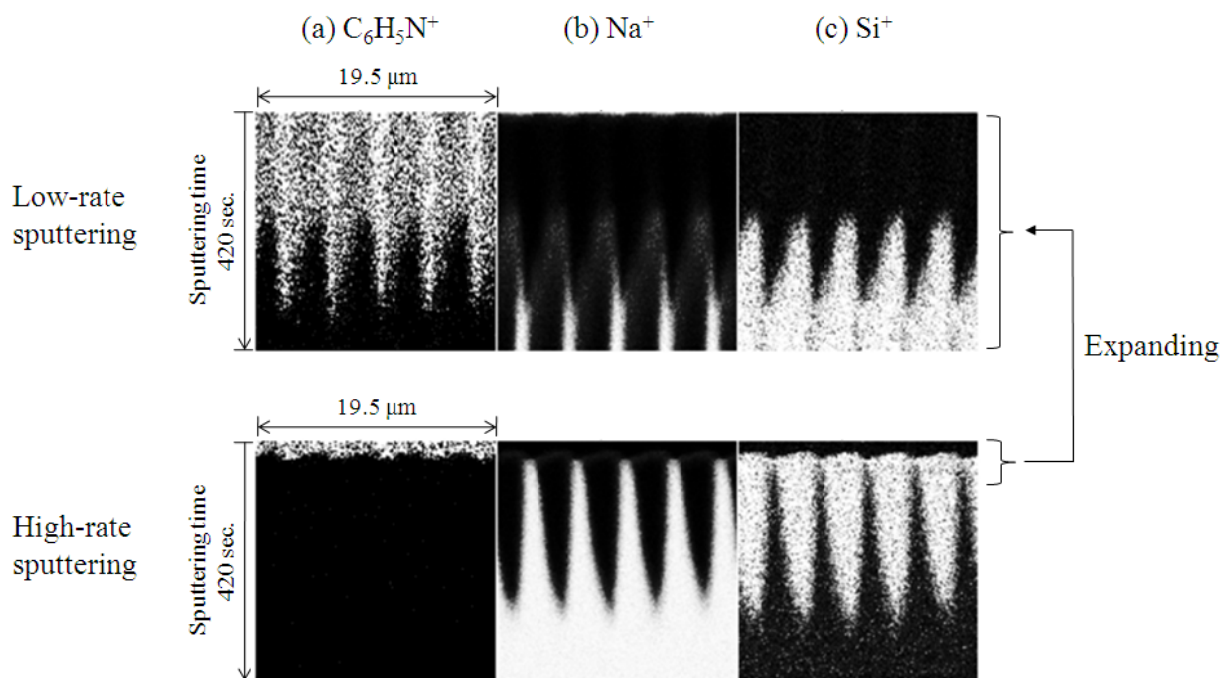 (a) C₆H₅N⁺ (b) Na⁺ (c) Si⁺
19.5 μm
Low-rate
sputtering
Sputtering time
420 sec.
Expanding
19.5 μm
High-rate
sputtering
Sputtering time
420 sec.